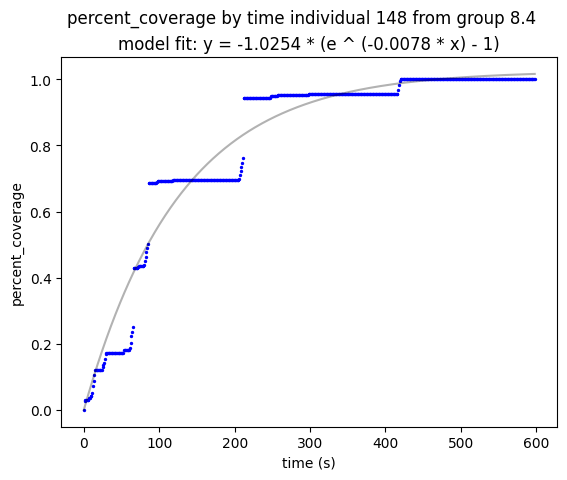 percent_coverage by time individual 148 from group 8.4
model fit: y = -1.0254 * (e ^ (-0.0078 * x) - 1)
1.0
0.8
0.6
0.4
0.2
0.0
percent_coverage
0 100 200 300 400 500 600
time (s)